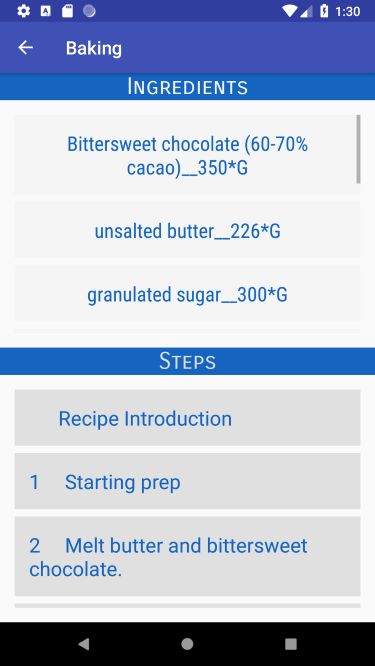 1:30
Baking
INGREDIENTS
Bittersweet chocolate (60-70%
cacao)__350*G
unsalted butter__226*G
granulated sugar__300*G
STEPS
Recipe Introduction
1 Starting prep
2 Melt butter and bittersweet
chocolate.